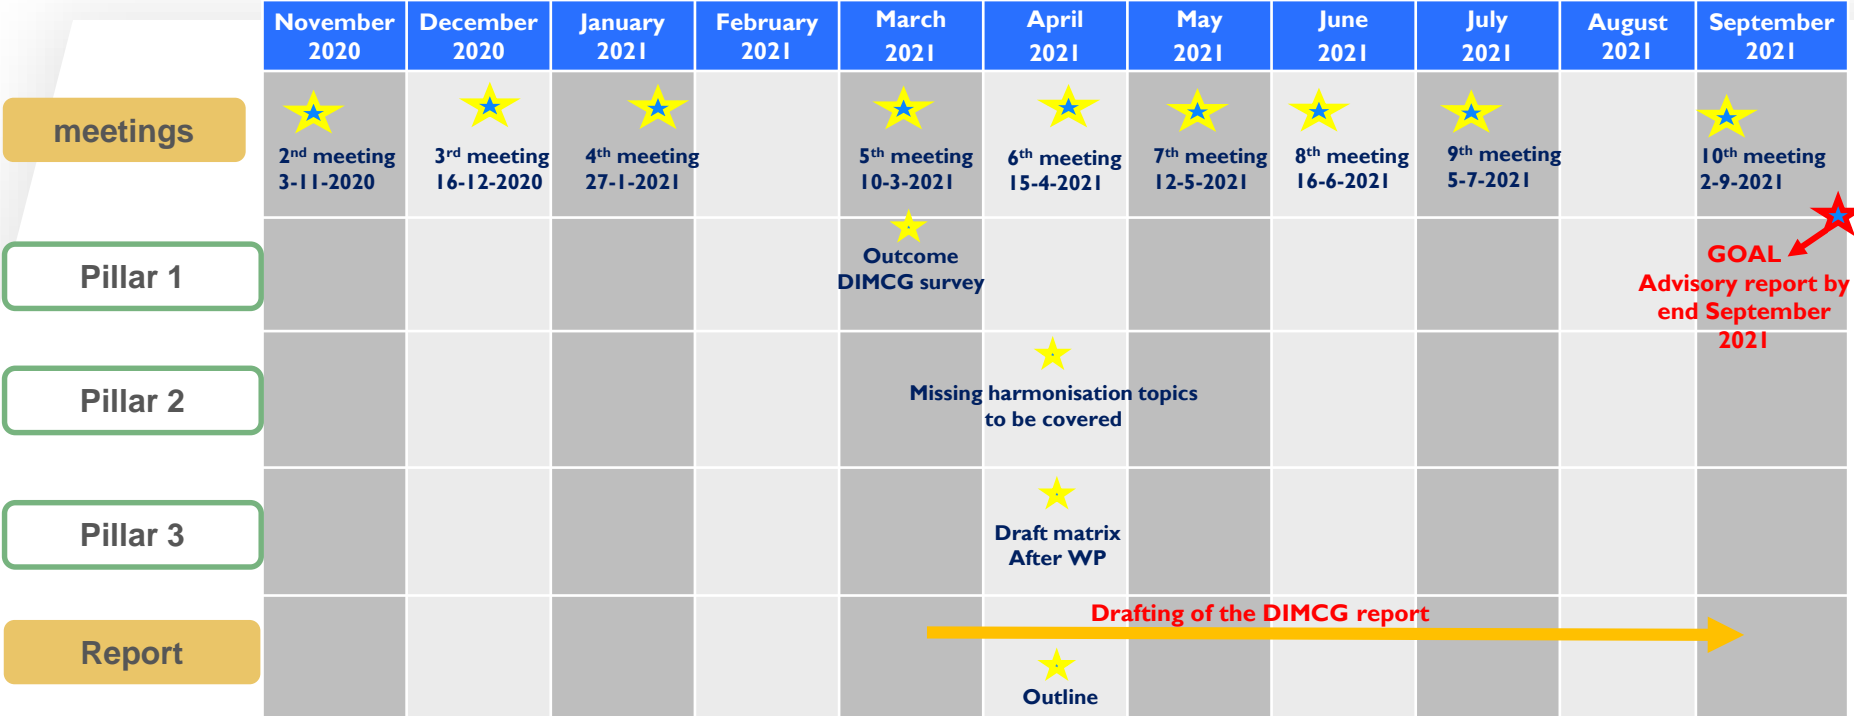 November
2020
December
2020
January
2021
February
2021
March
2021
April
2021
May
2021
June
2021
July
2021
August
2021
September
2021
meetings
2nd meeting
3-11-2020
3rd meeting
16-12-2020
4th meeting
27-1-2021
5th meeting
10-3-2021
6th meeting
15-4-2021
7th meeting
12-5-2021
8th meeting
16-6-2021
9th meeting
5-7-2021
10th meeting
2-9-2021
Pillar 1
Outcome
DIMCG survey
GOAL
Advisory report by
end September
2021
Pillar 2
Missing harmonisation topics
to be covered
Pillar 3
Draft matrix
After WP
Report
Drafting of the DIMCG report
Outline